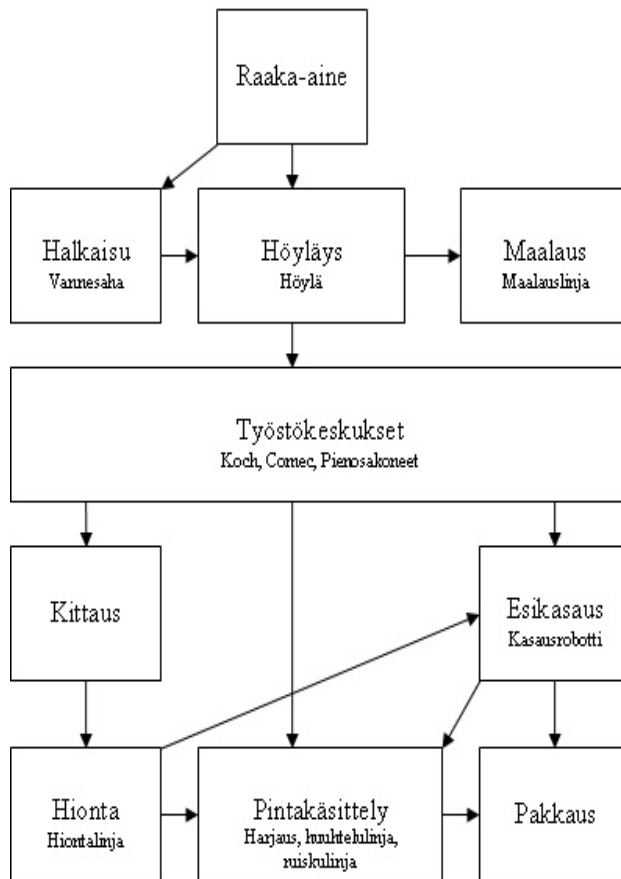 Raaka-aine
Halkaisu
Vannesaha
Höyläys
Höylä
Maalaus
Maalauslinja
Työstökeskukset
Koch, Comec, Pienosakoneet
Kittaus
Esikasaus
Kasausrobotti
Hionta
Hiontalinja
Pintakäsittely
Harjaus, huuhtelulinja,
ruiskulinja
Pakkaus